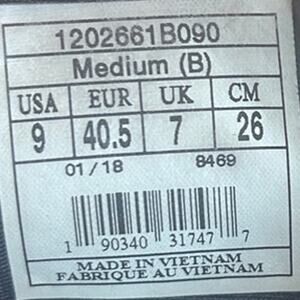 1202661B090
Medium (B)
USA EUR UK CM
9 40.5 7 26
01/18 8469
1 90340 31747 7
MADE IN VIETNAM
FABRIQUE AU VIETNAM